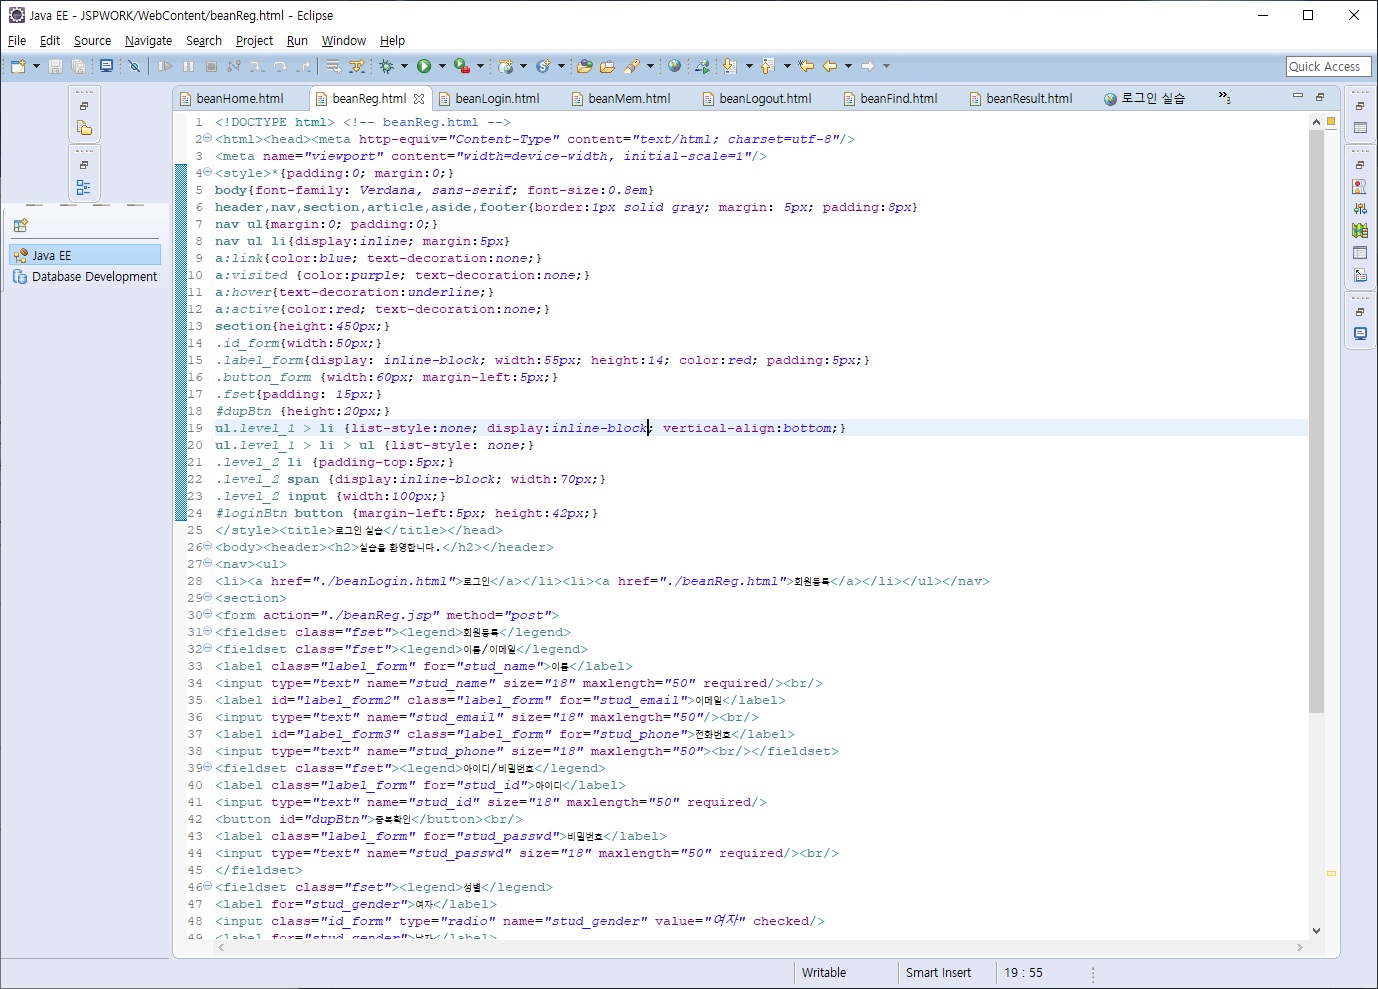 Java EE - JSPWORK/WebContent/beanReg.html - Eclipse
File Edit Source Navigate Search Project Run Window Help
Quick Access
beanHome.html beanReg.html beanLogin.html beanMem.html beanLogout.html beanFind.html beanResult.html 로그인 실습 »3
Java EE
Database Development
1 <!DOCTYPE html> <!-- beanReg.html -->
2 <html><head><meta http-equiv="Content-Type" content="text/html; charset=utf-8"/>
3 <meta name="viewport" content="width=device-width, initial-scale=1"/>
4 <style>*{padding:0; margin:0;}
5 body{font-family: Verdana, sans-serif; font-size:0.8em}
6 header,nav,section,article,aside,footer{border:1px solid gray; margin: 5px; padding:8px}
7 nav ul{margin:0; padding:0;}
8 nav ul li{display:inline; margin:5px}
9 a:link{color:blue; text-decoration:none;}
10 a:visited {color:purple; text-decoration:none;}
11 a:hover{text-decoration:underline;}
12 a:active{color:red; text-decoration:none;}
13 section{height:450px;}
14 .id_form{width:50px;}
15 .label_form{display: inline-block; width:55px; height:14; color:red; padding:5px;}
16 .button_form {width:60px; margin-left:5px;}
17 .fset{padding: 15px;}
18 #dupBtn {height:20px;}
19 ul.level_1 > li {list-style:none; display:inline-block; vertical-align:bottom;}
20 ul.level_1 > li > ul {list-style: none;}
21 .level_2 li {padding-top:5px;}
22 .level_2 span {display:inline-block; width:70px;}
23 .level_2 input {width:100px;}
24 #loginBtn button {margin-left:5px; height:42px;}
25 </style><title>로그인 실습</title></head>
26 <body><header><h2>실습을 환영합니다.</h2></header>
27 <nav><ul>
28 <li><a href="./beanLogin.html">로그인</a></li><li><a href="./beanReg.html">회원등록</a></li></ul></nav>
29 <section>
30 <form action="./beanReg.jsp" method="post">
31 <fieldset class="fset"><legend>회원등록</legend>
32 <fieldset class="fset"><legend>이름/이메일</legend>
33 <label class="label_form" for="stud_name">이름</label>
34 <input type="text" name="stud_name" size="18" maxlength="50" required/><br/>
35 <label id="label_form2" class="label_form" for="stud_email">이메일</label>
36 <input type="text" name="stud_email" size="18" maxlength="50"/><br/>
37 <label id="label_form3" class="label_form" for="stud_phone">전화번호</label>
38 <input type="text" name="stud_phone" size="18" maxlength="50"><br/></fieldset>
39 <fieldset class="fset"><legend>아이디/비밀번호</legend>
40 <label class="label_form" for="stud_id">아이디</label>
41 <input type="text" name="stud_id" size="18" maxlength="50" required/>
42 <button id="dupBtn">중복확인</button><br/>
43 <label class="label_form" for="stud_passwd">비밀번호</label>
44 <input type="text" name="stud_passwd" size="18" maxlength="50" required/><br/>
45 </fieldset>
46 <fieldset class="fset"><legend>성별</legend>
47 <label for="stud_gender">여자</label>
48 <input class="id_form" type="radio" name="stud_gender" value="여자" checked/>
49 <label for="stud_gender">남자</label>
Writable Smart Insert 19 : 55